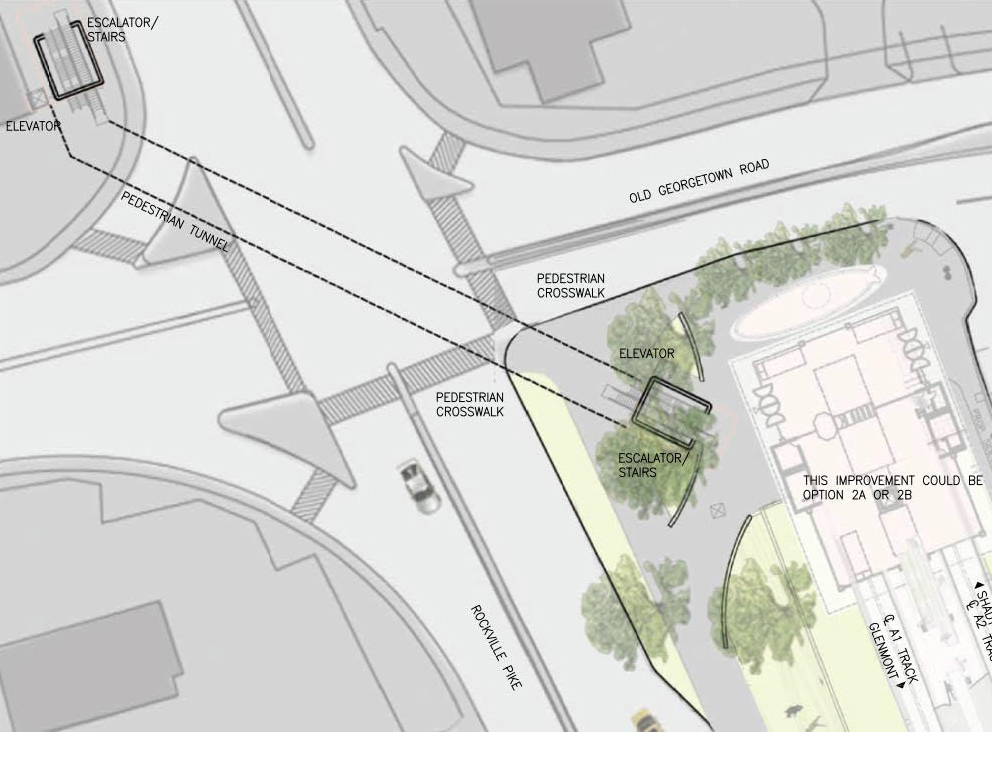 ESCALATOR/
STAIRS
ELEVATOR
PEDESTRIAN TUNNEL
OLD GEORGETOWN ROAD
PEDESTRIAN
CROSSWALK
ELEVATOR
PEDESTRIAN
CROSSWALK
ESCALATOR/
STAIRS
THIS IMPROVEMENT COULD BE
OPTION 2A OR 2B
ROCKVILLE PIKE
℄ A1 TRACK
GLENMONT
℄ A2